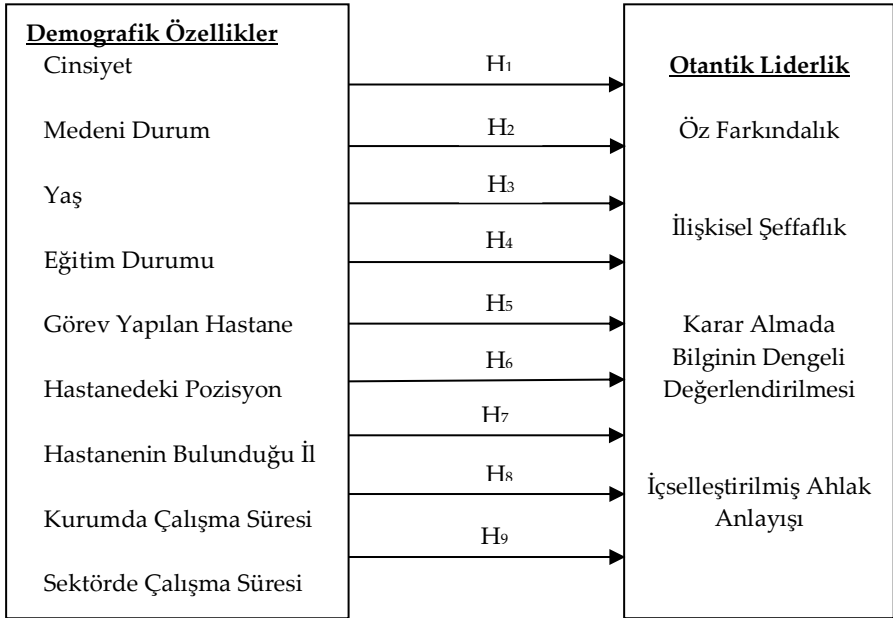 Demografik Özellikler
Cinsiyet
Medeni Durum
Yaş
Eğitim Durumu
Görev Yapılan Hastane
Hastanedeki Pozisyon
Hastanenin Bulunduğu İl
Kurumda Çalışma Süresi
Sektörde Çalışma Süresi
H1
H2
H3
H4
H5
H6
H7
H8
H9
Otantik Liderlik
Öz Farkındalık
İlişkisel Şeffaflık
Karar Almada
Bilginin Dengeli
Değerlendirilmesi
İçselleştirilmiş Ahlak
Anlayışı